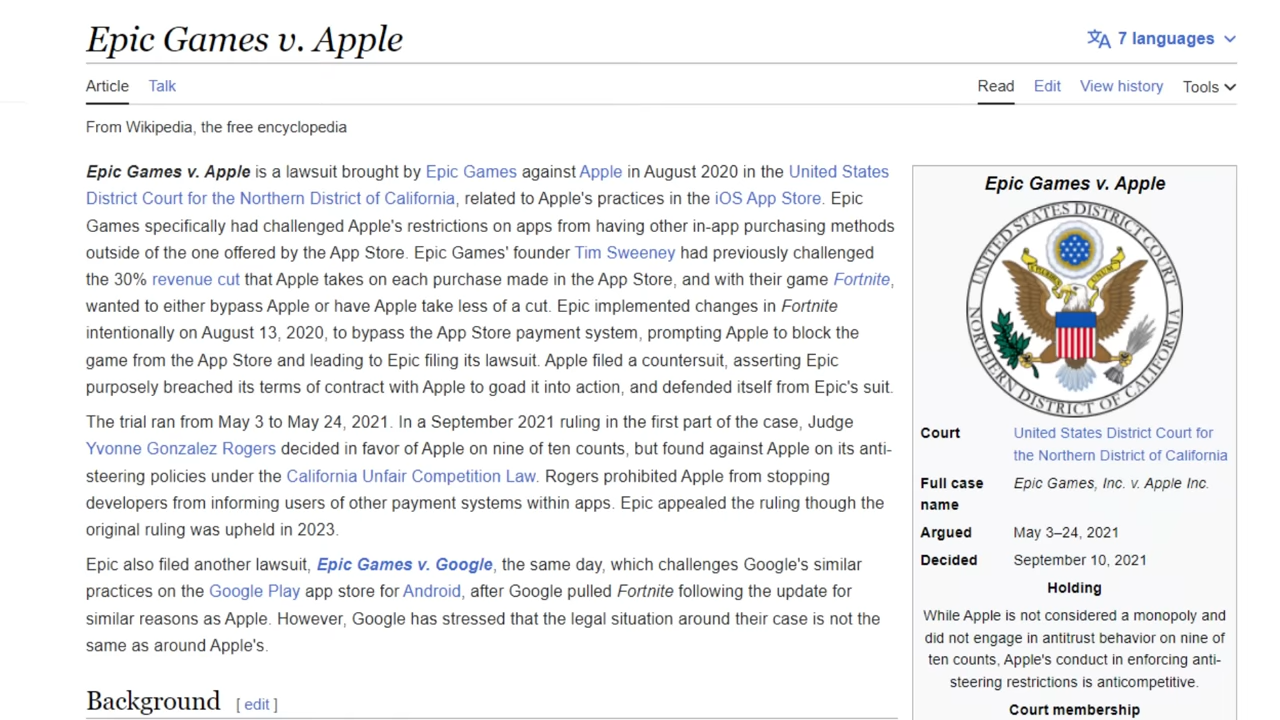 Epic Games v. Apple
7 languages
Article Talk
Read Edit View history Tools
From Wikipedia, the free encyclopedia
Epic Games v. Apple is a lawsuit brought by Epic Games against Apple in August 2020 in the United States
District Court for the Northern District of California, related to Apple's practices in the iOS App Store. Epic
Games specifically had challenged Apple's restrictions on apps from having other in-app purchasing methods
outside of the one offered by the App Store. Epic Games' founder Tim Sweeney had previously challenged
the 30% revenue cut that Apple takes on each purchase made in the App Store, and with their game Fortnite,
wanted to either bypass Apple or have Apple take less of a cut. Epic implemented changes in Fortnite
intentionally on August 13, 2020, to bypass the App Store payment system, prompting Apple to block the
game from the App Store and leading to Epic filing its lawsuit. Apple filed a countersuit, asserting Epic
purposely breached its terms of contract with Apple to goad it into action, and defended itself from Epic's suit.
The trial ran from May 3 to May 24, 2021. In a September 2021 ruling in the first part of the case, Judge
Yvonne Gonzalez Rogers decided in favor of Apple on nine of ten counts, but found against Apple on its anti-
steering policies under the California Unfair Competition Law. Rogers prohibited Apple from stopping
developers from informing users of other payment systems within apps. Epic appealed the ruling though the
original ruling was upheld in 2023.
Epic also filed another lawsuit, Epic Games v. Google, the same day, which challenges Google's similar
practices on the Google Play app store for Android, after Google pulled Fortnite following the update for
similar reasons as Apple. However, Google has stressed that the legal situation around their case is not the
same as around Apple's.
Background [ edit ]
Epic Games v. Apple
UNITED STATES DISTRICT COURT
NORTHERN DISTRICT OF CALIFORNIA
Court United States District Court for
the Northern District of California
Full case Epic Games, Inc. v. Apple Inc.
name
Argued May 3–24, 2021
Decided September 10, 2021
Holding
While Apple is not considered a monopoly and
did not engage in antitrust behavior on nine of
ten counts, Apple's conduct in enforcing anti-
steering restrictions is anticompetitive.
Court membership